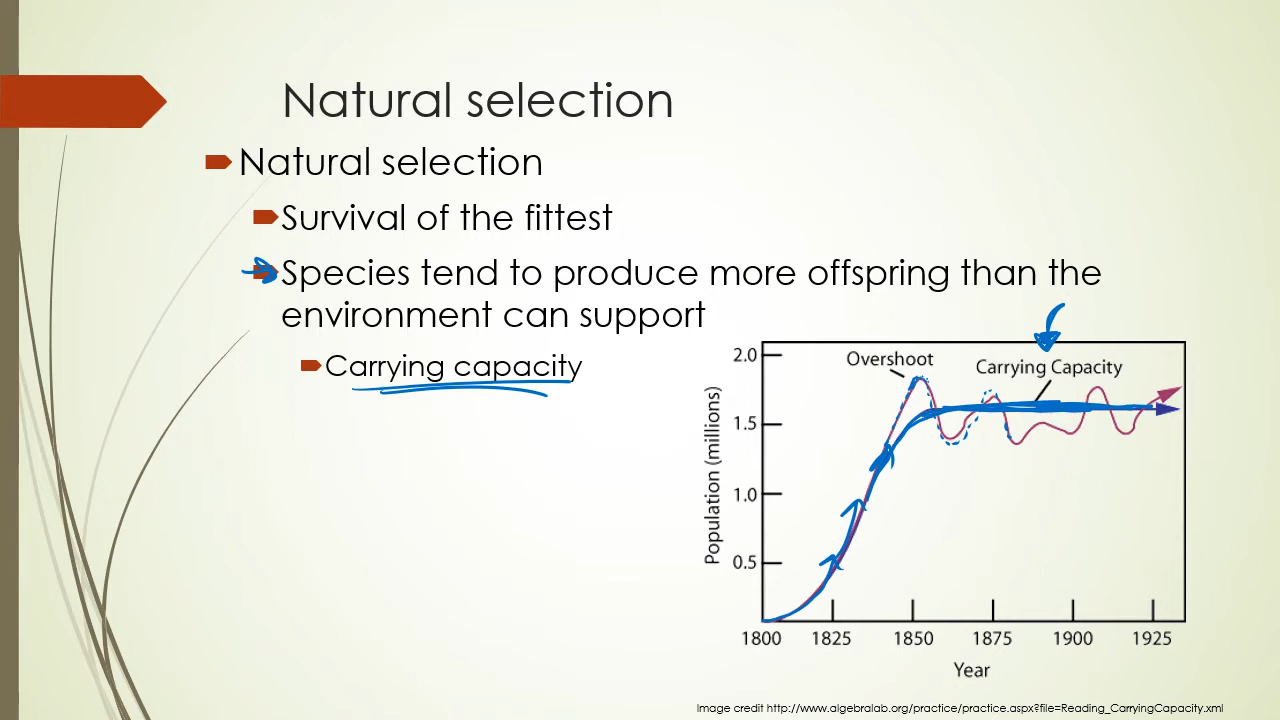 Natural selection
Natural selection
Survival of the fittest
Species tend to produce more offspring than the
environment can support
Carrying capacity
Overshoot
Carrying Capacity
Population (millions)
2.0
1.5
1.0
0.5
1800 1825 1850 1875 1900 1925
Year
Image credit http://www.algebralab.org/practice/practice.aspx?file=Reading_CarryingCapacity.xml